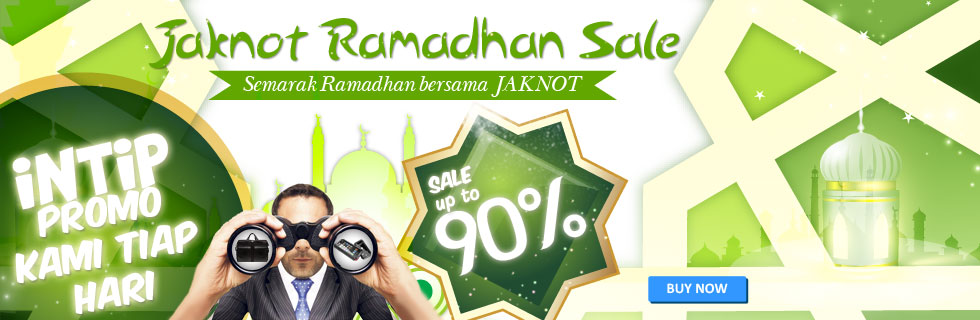 Jaknot Ramadhan Sale
Semarak Ramadhan bersama JAKNOT
iNTiP
PROMO
KAMI TIAP
HARI
SALE
up to
90%
BUY NOW